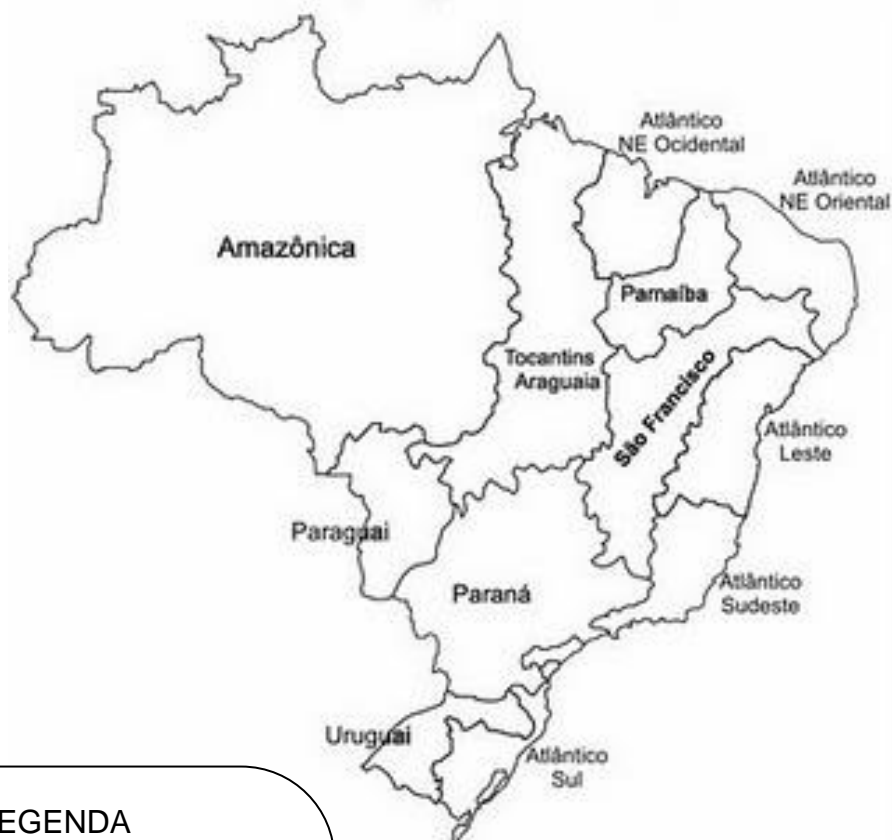 Atlântico
NE Ocidental
Atlântico
NE Oriental
Amazônica
Parnaíba
Tocantins
Araguaia
São Francisco
Atlântico
Leste
Paraguai
Paraná
Atlântico
Sudeste
Uruguai
Atlântico
Sul
EGENDA